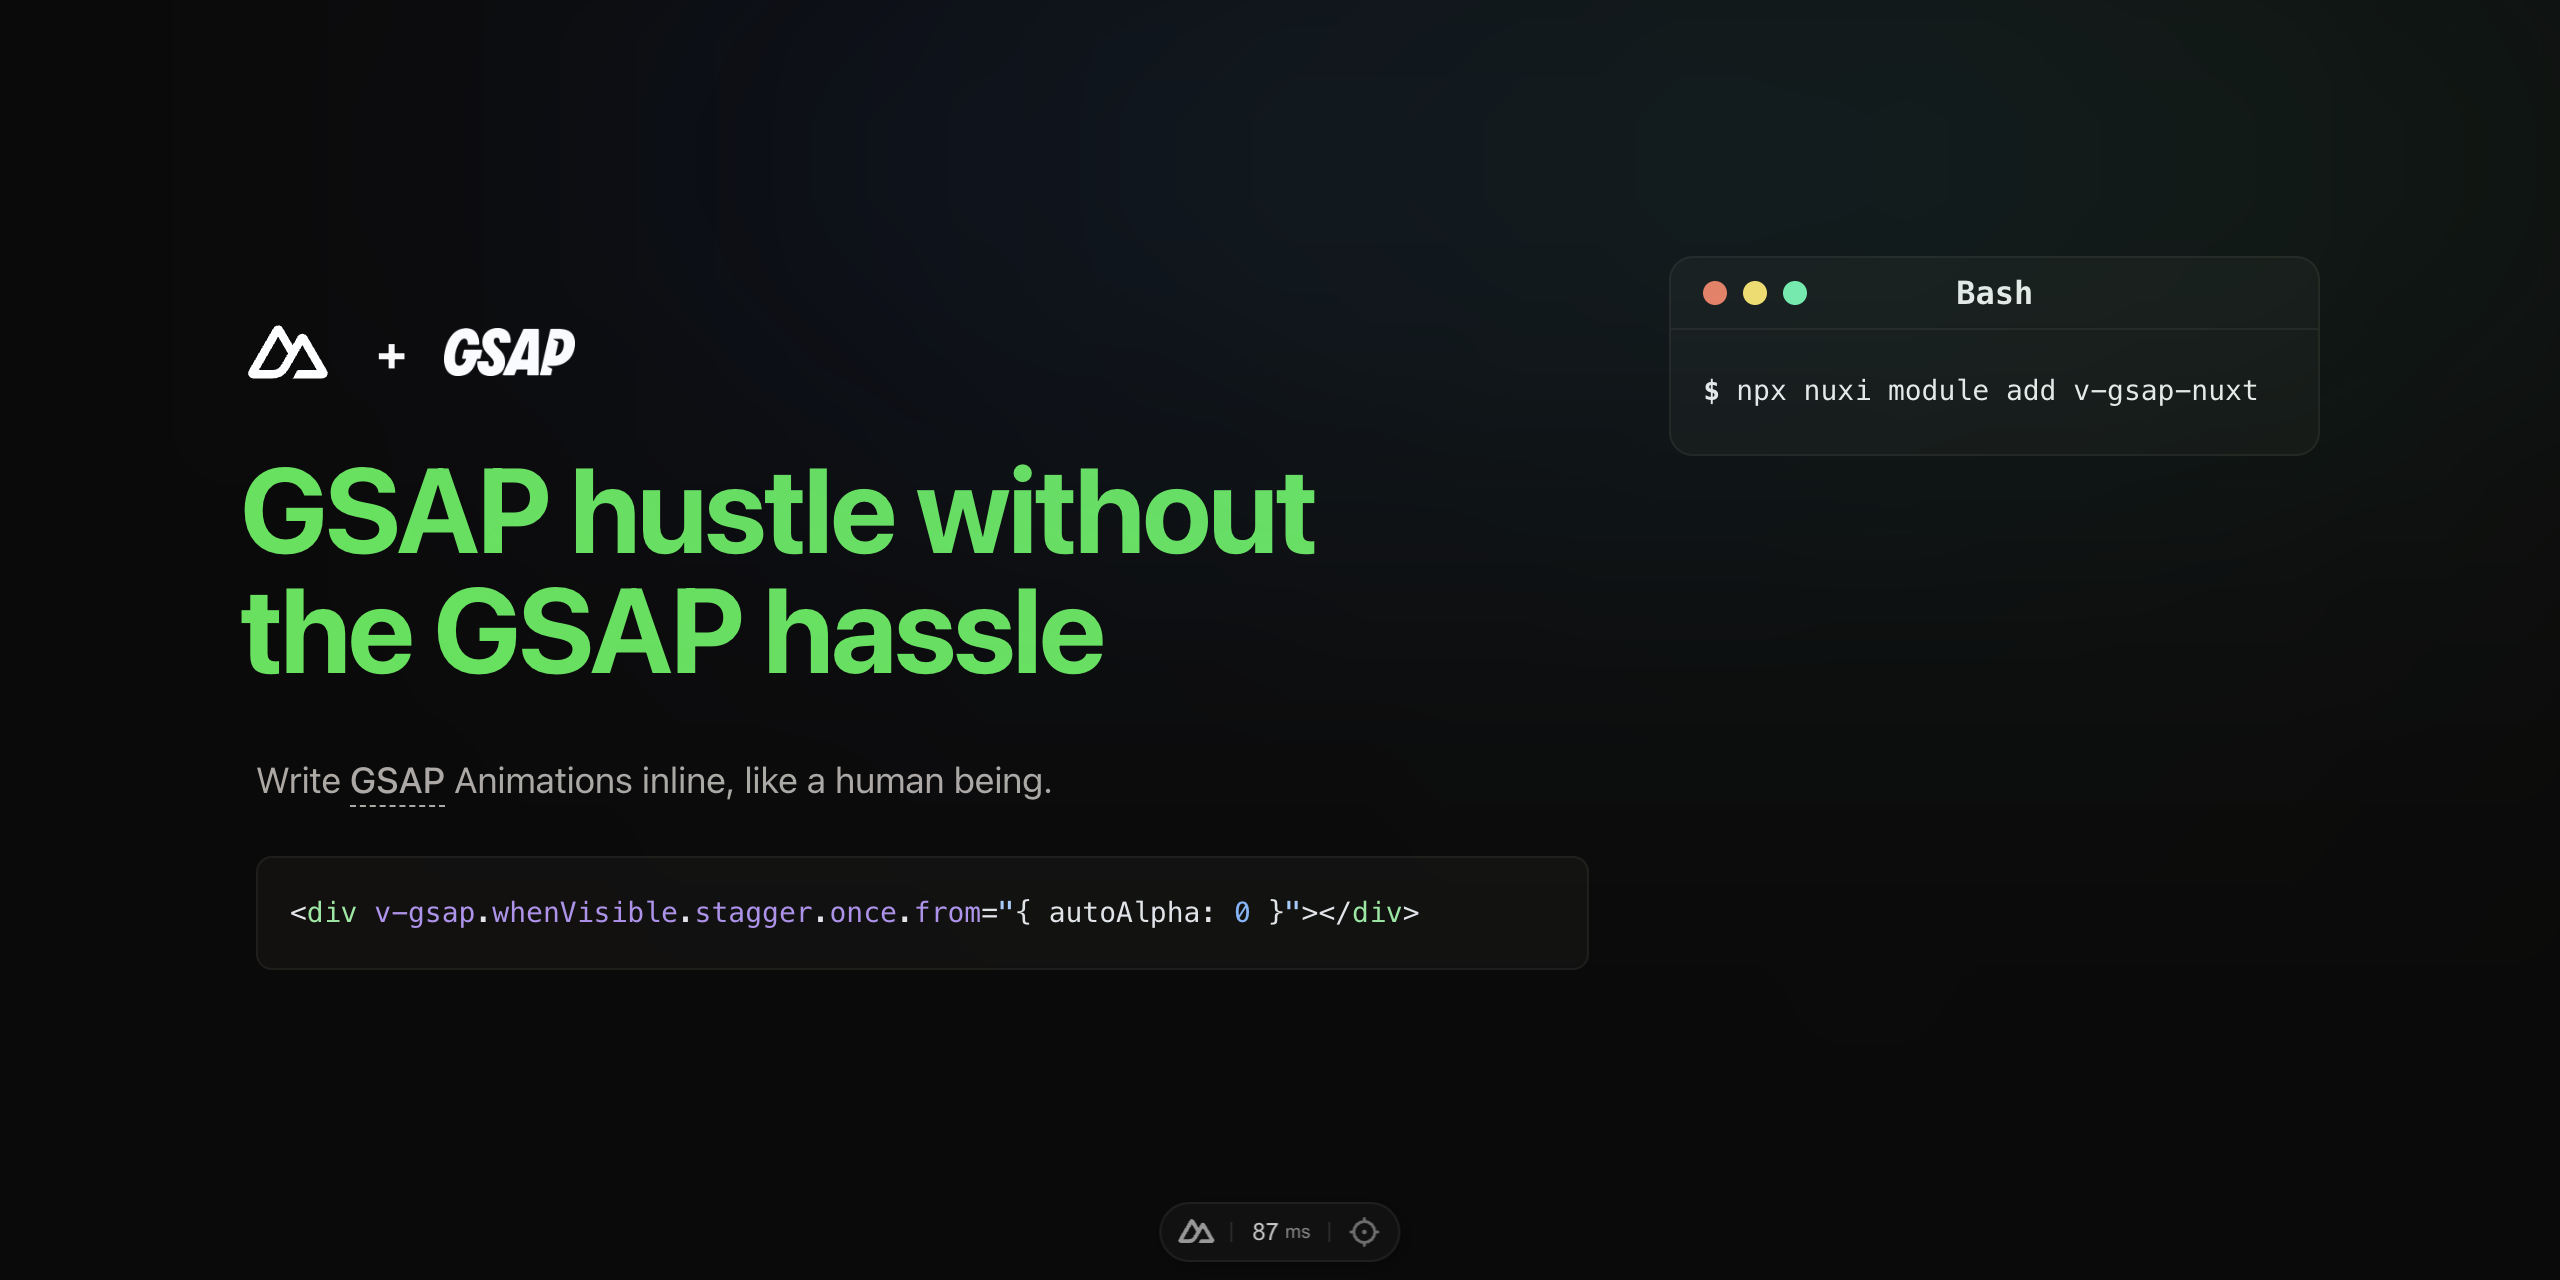 + GSAP
GSAP hustle without
the GSAP hassle
Write GSAP Animations inline, like a human being.
<div v-gsap.whenVisible.stagger.once.from="{ autoAlpha: 0 }"></div>
Bash
$ npx nuxi module add v-gsap-nuxt
87 ms